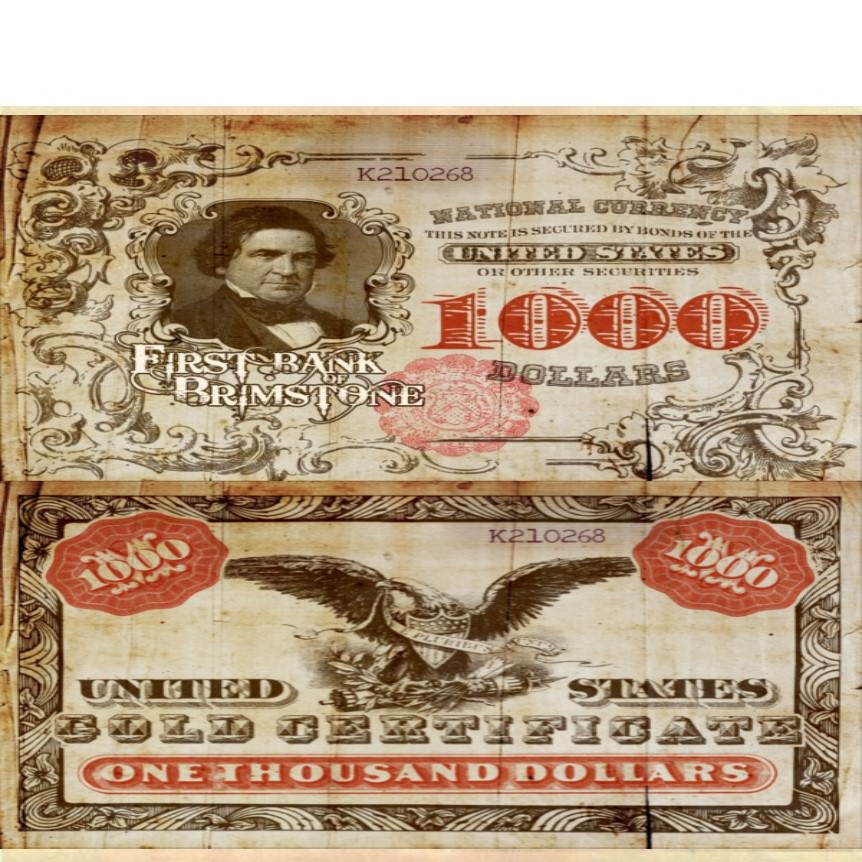 K210268
NATIONAL CURRENCY
THIS NOTE IS SECURED BY BONDS OF THE
UNITED STATES
OR OTHER SECURITIES
1000
DOLLARS
FIRST BANK
OF
BRIMSTONE
K210268
1000
1000
PLURIBUS
UNITED STATES
GOLD CERTIFICATE
ONE THOUSAND DOLLARS